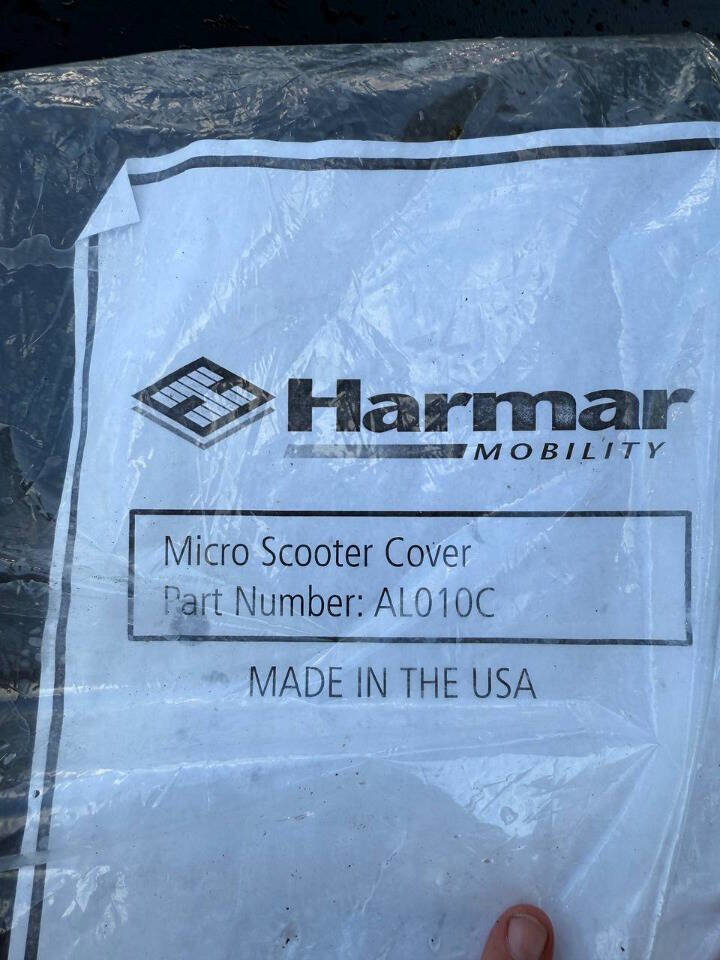 Harmar
MOBILITY
Micro Scooter Cover
Part Number: AL010C
MADE IN THE USA